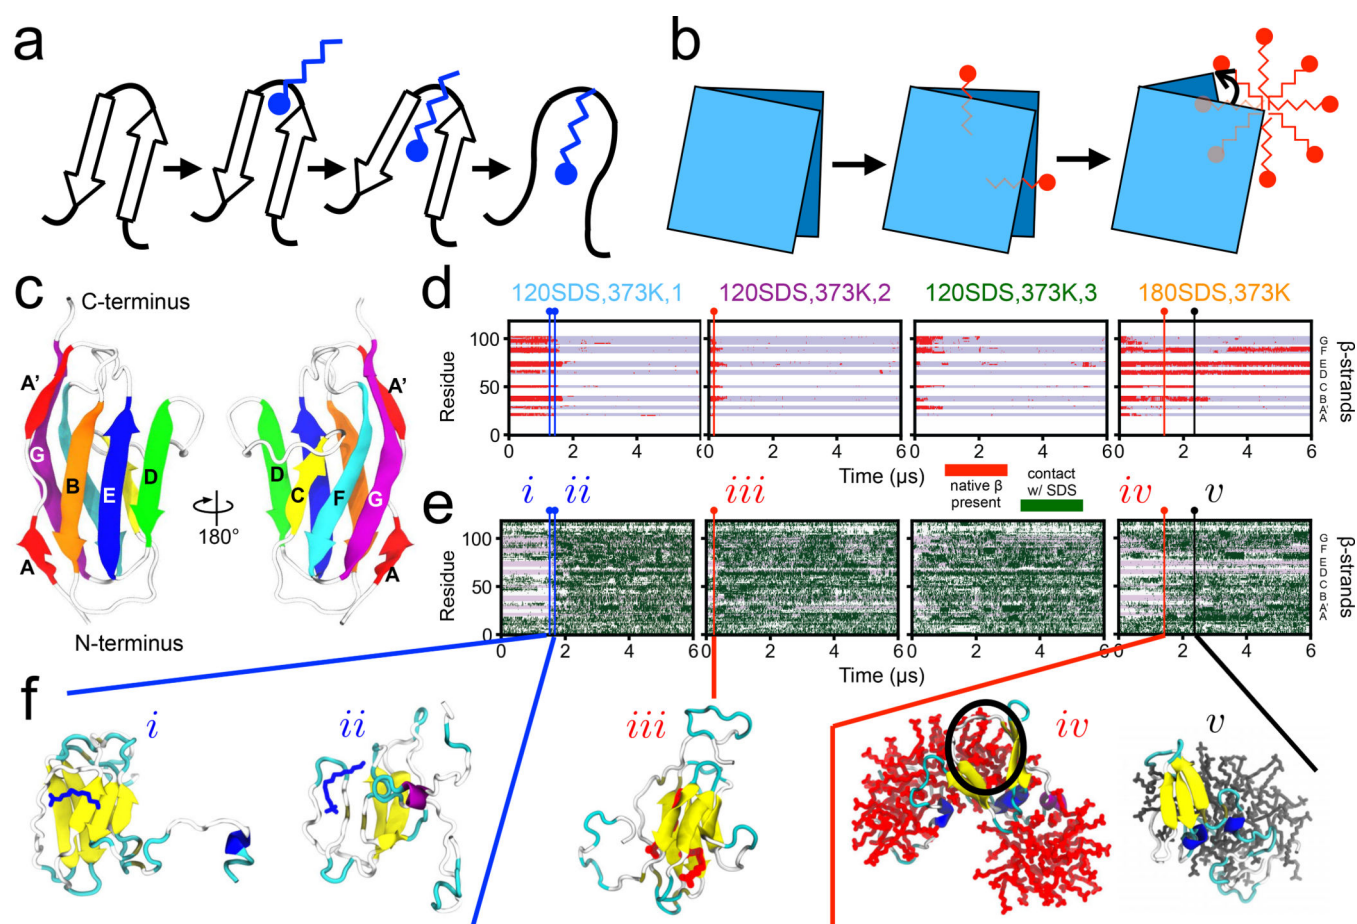 a
b
c
C-terminus
A'
A'
G
B
E
D
D
C
F
G
180°
A
A
N-terminus
d
120SDS,373K,1
120SDS,373K,2
120SDS,373K,3
180SDS,373K
Residue
100
50
0
G
F
E
D
C
B
A'
A
β-strands
0 2 4 6
0 2 4 6
0 2 4 6
0 2 4 6
Time (µs)
native β
present
contact
w/ SDS
i ii iii iv v
e
Residue
100
50
0
G
F
E
D
C
B
A'
A
β-strands
0 2 4 6
0 2 4 6
0 2 4 6
0 2 4 6
Time (µs)
f
i
ii
iii
iv
v